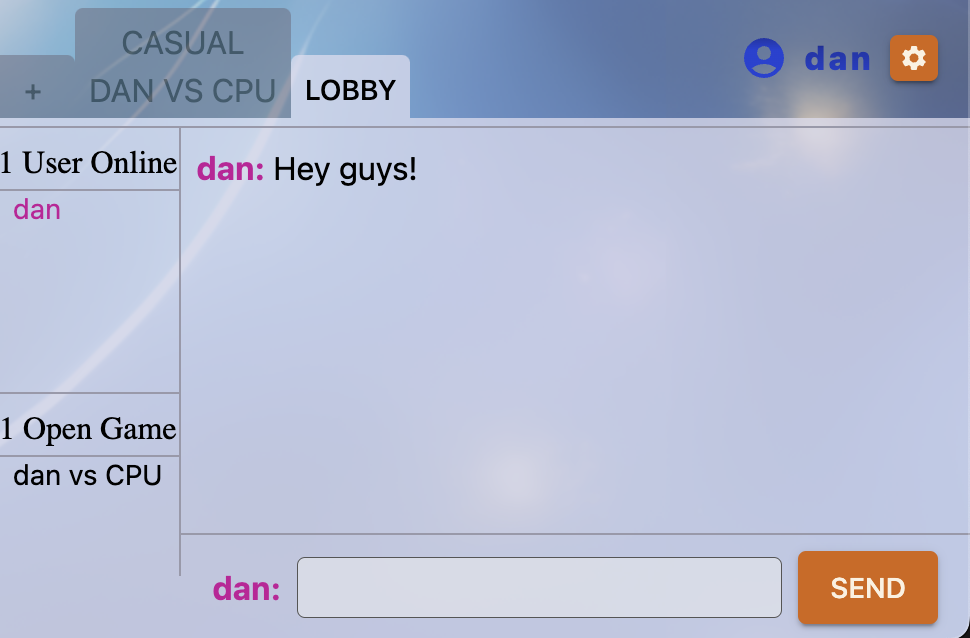 CASUAL
+ DAN VS CPU LOBBY
dan
1 User Online
dan
dan: Hey guys!
1 Open Game
dan vs CPU
dan:
SEND